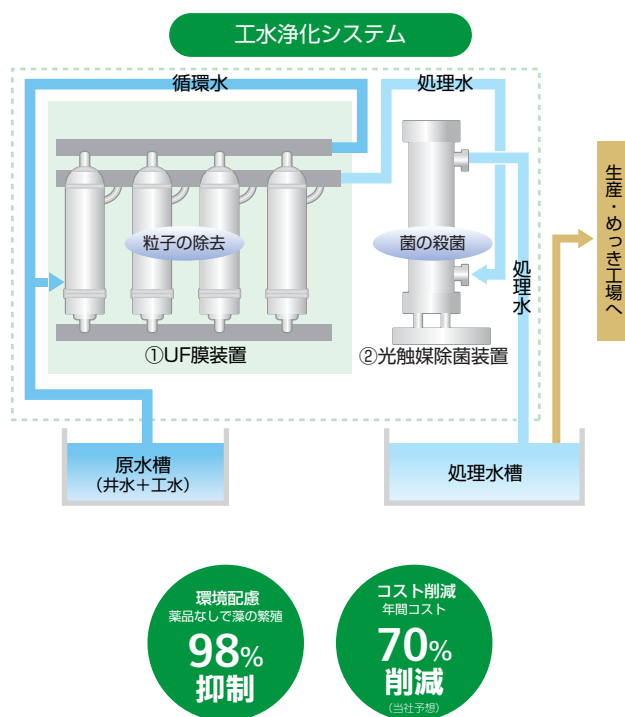 工水浄化システム
循環水
処理水
粒子の除去
菌の殺菌
処理水
生産・めっき工場へ
①UF膜装置
②光触媒除菌装置
原水槽
（井水＋工水）
処理水槽
環境配慮
薬品なしで藻の繁殖
98%
抑制
コスト削減
年間コスト
70%
削減
（当社予想）